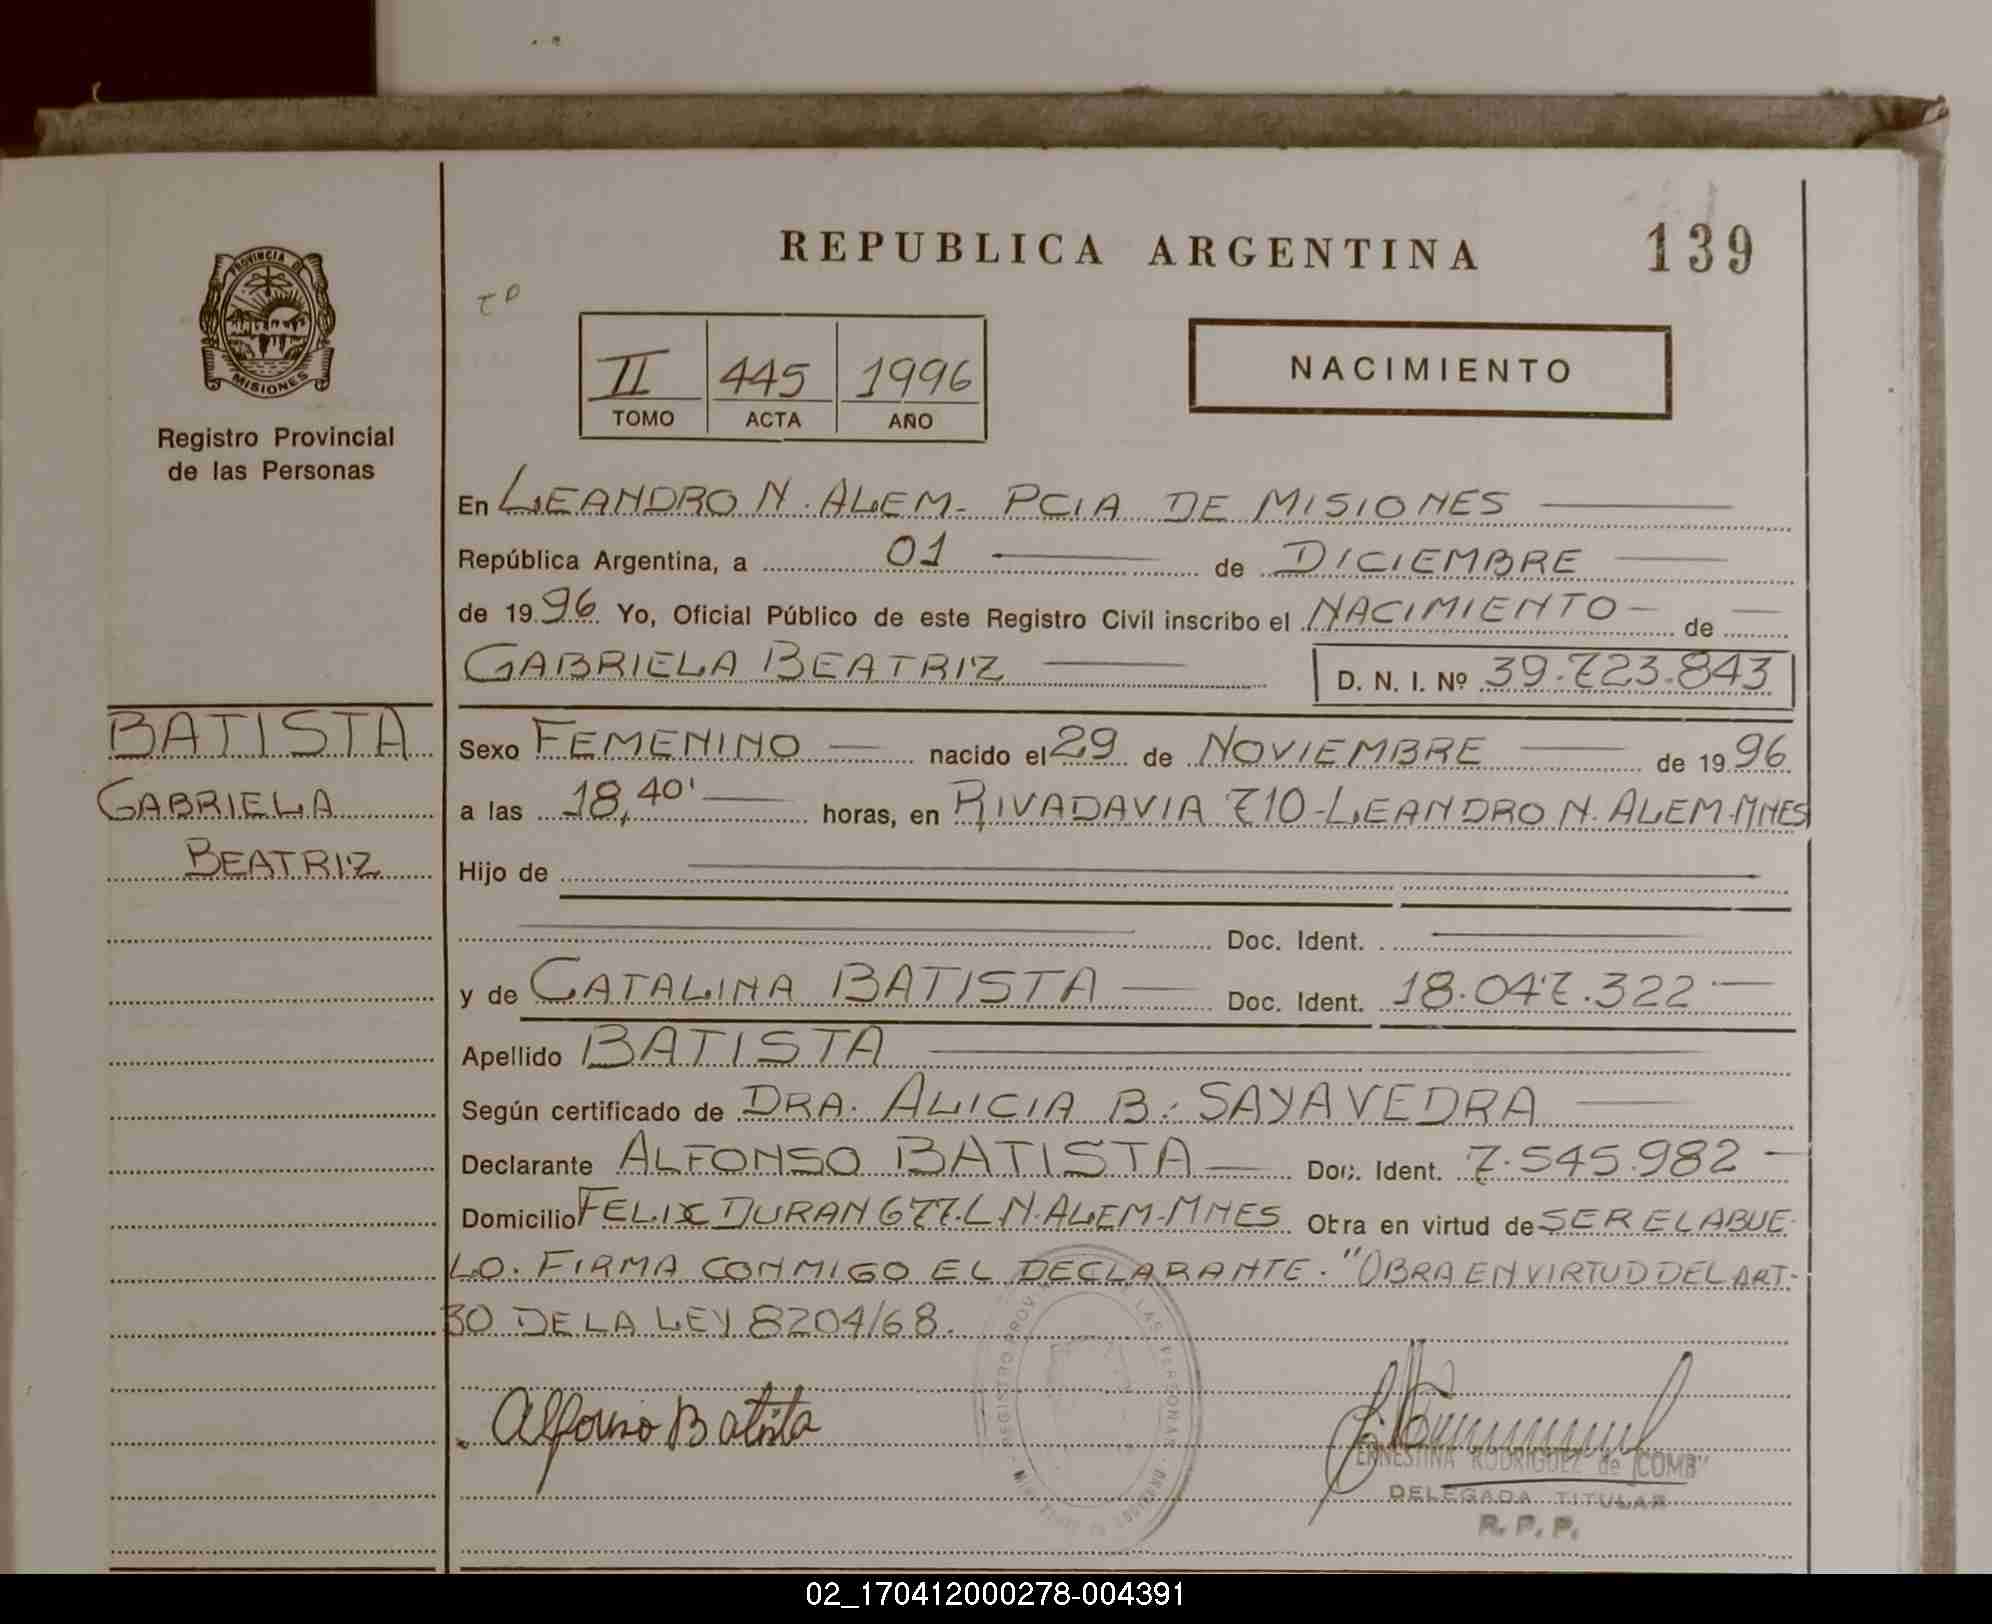 REPUBLICA ARGENTINA
139
PROVINCIA DE
MISIONES
Registro Provincial
de las Personas
II 445 1996
TOMO ACTA AÑO
NACIMIENTO
En LEANDRO N. ALEM- PCIA DE MISIONES
República Argentina, a 01 de DICIEMBRE
de 1996 Yo, Oficial Público de este Registro Civil inscribo el NACIMIENTO de
GABRIELA BEATRIZ D. N. I. Nº 39.723.843
BATISTA
GABRIELA
BEATRIZ
Sexo FEMENINO nacido el 29 de NOVIEMBRE de 1996
a las 18,40' horas, en RIVADAVIA 710-LEANDRO N. ALEM-MNES
Hijo de
Doc. Ident.
y de CATALINA BATISTA Doc. Ident. 18.047.322
Apellido BATISTA
Según certificado de DRA. ALICIA B. SAYAVEDRA
Declarante ALFONSO BATISTA Doc. Ident. 7.545.982
Domicilio FELIX DURAN 677.L.N.ALEM-MNES Obra en virtud de SER EL ABUE-
LO. FIRMA CONMIGO EL DECLARANTE. "OBRA EN VIRTUD DEL ART-
30 DE LA LEY 8204/68.
Alfonso Batista
ERNESTINA RODRIGUEZ de
DELEGADA TITULAR
R. P. P.
02_170412000278-004391